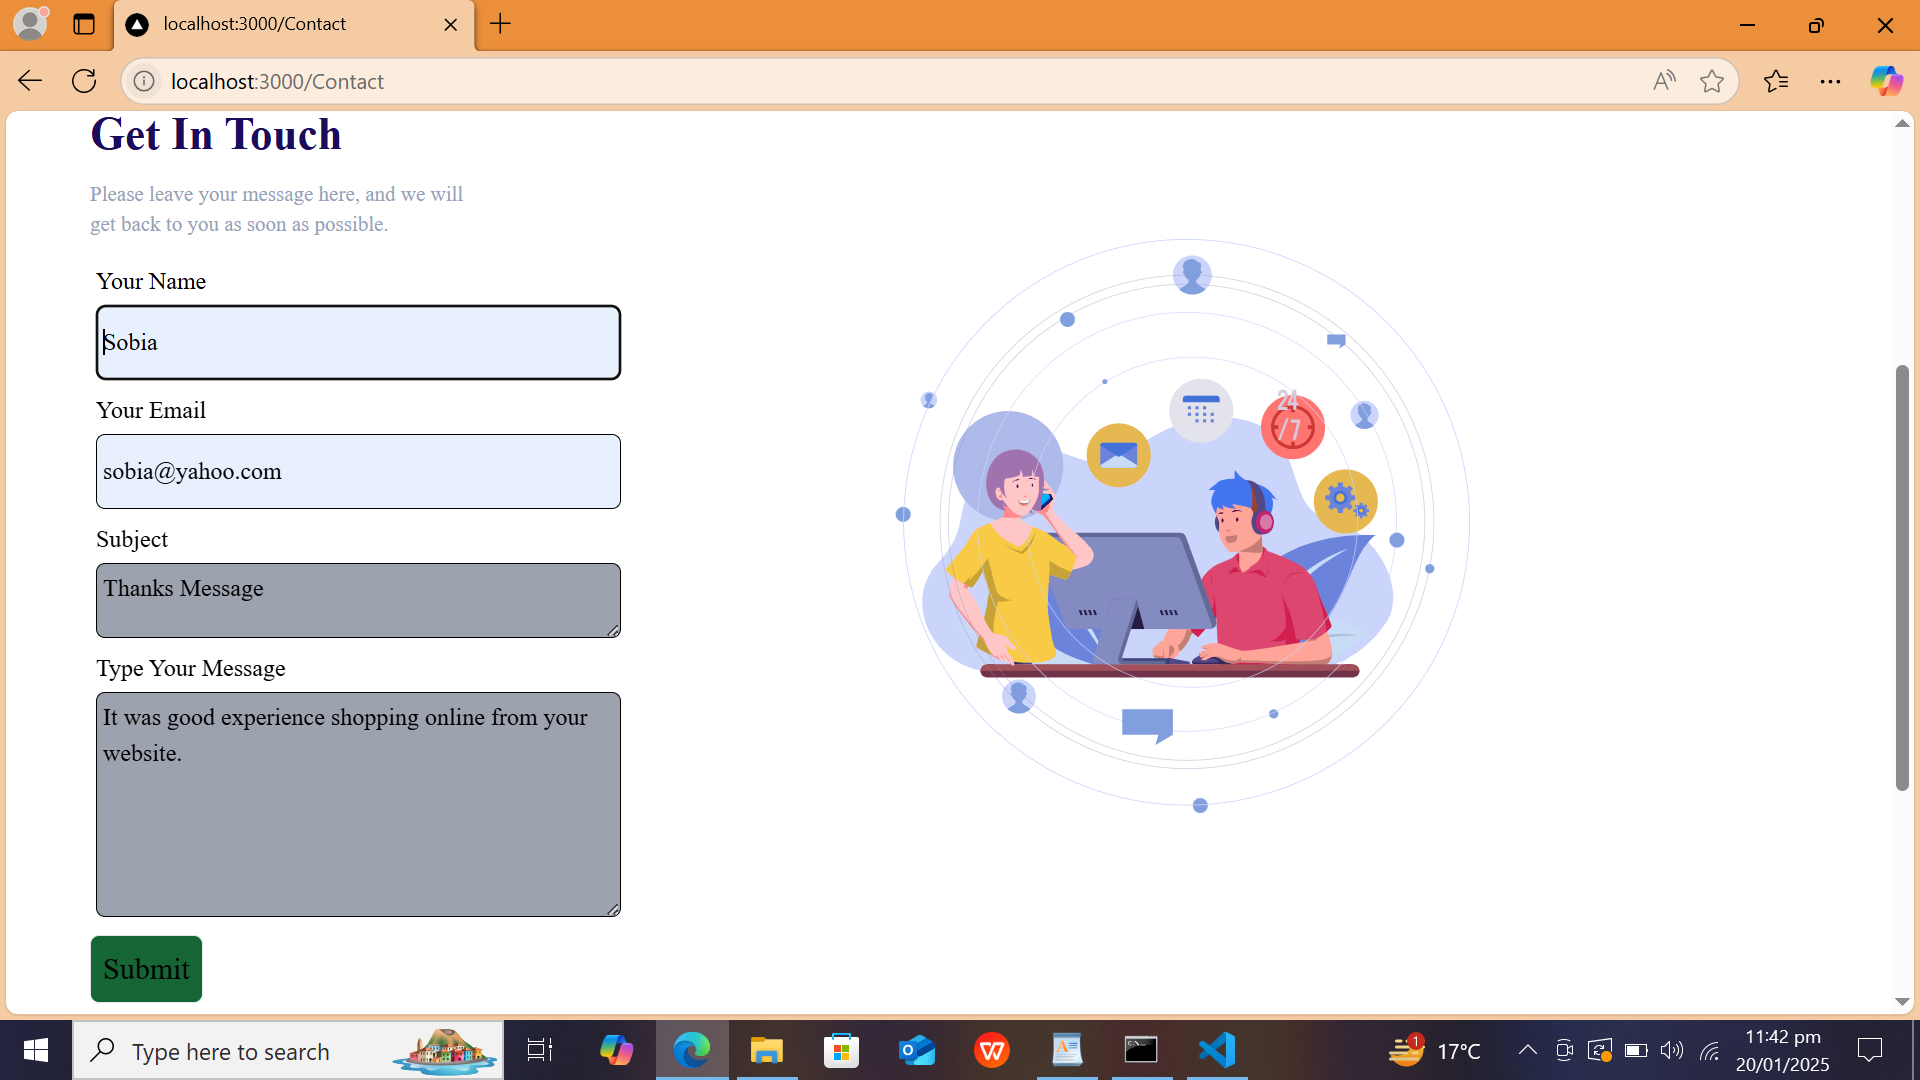 localhost:3000/Contact
localhost:3000/Contact
Get In Touch
Please leave your message here, and we will
get back to you as soon as possible.
Your Name
Sobia
Your Email
sobia@yahoo.com
Subject
Thanks Message
Type Your Message
It was good experience shopping online from your
website.
Submit
24
/7
Type here to search
1
17°C
11:42 pm
20/01/2025